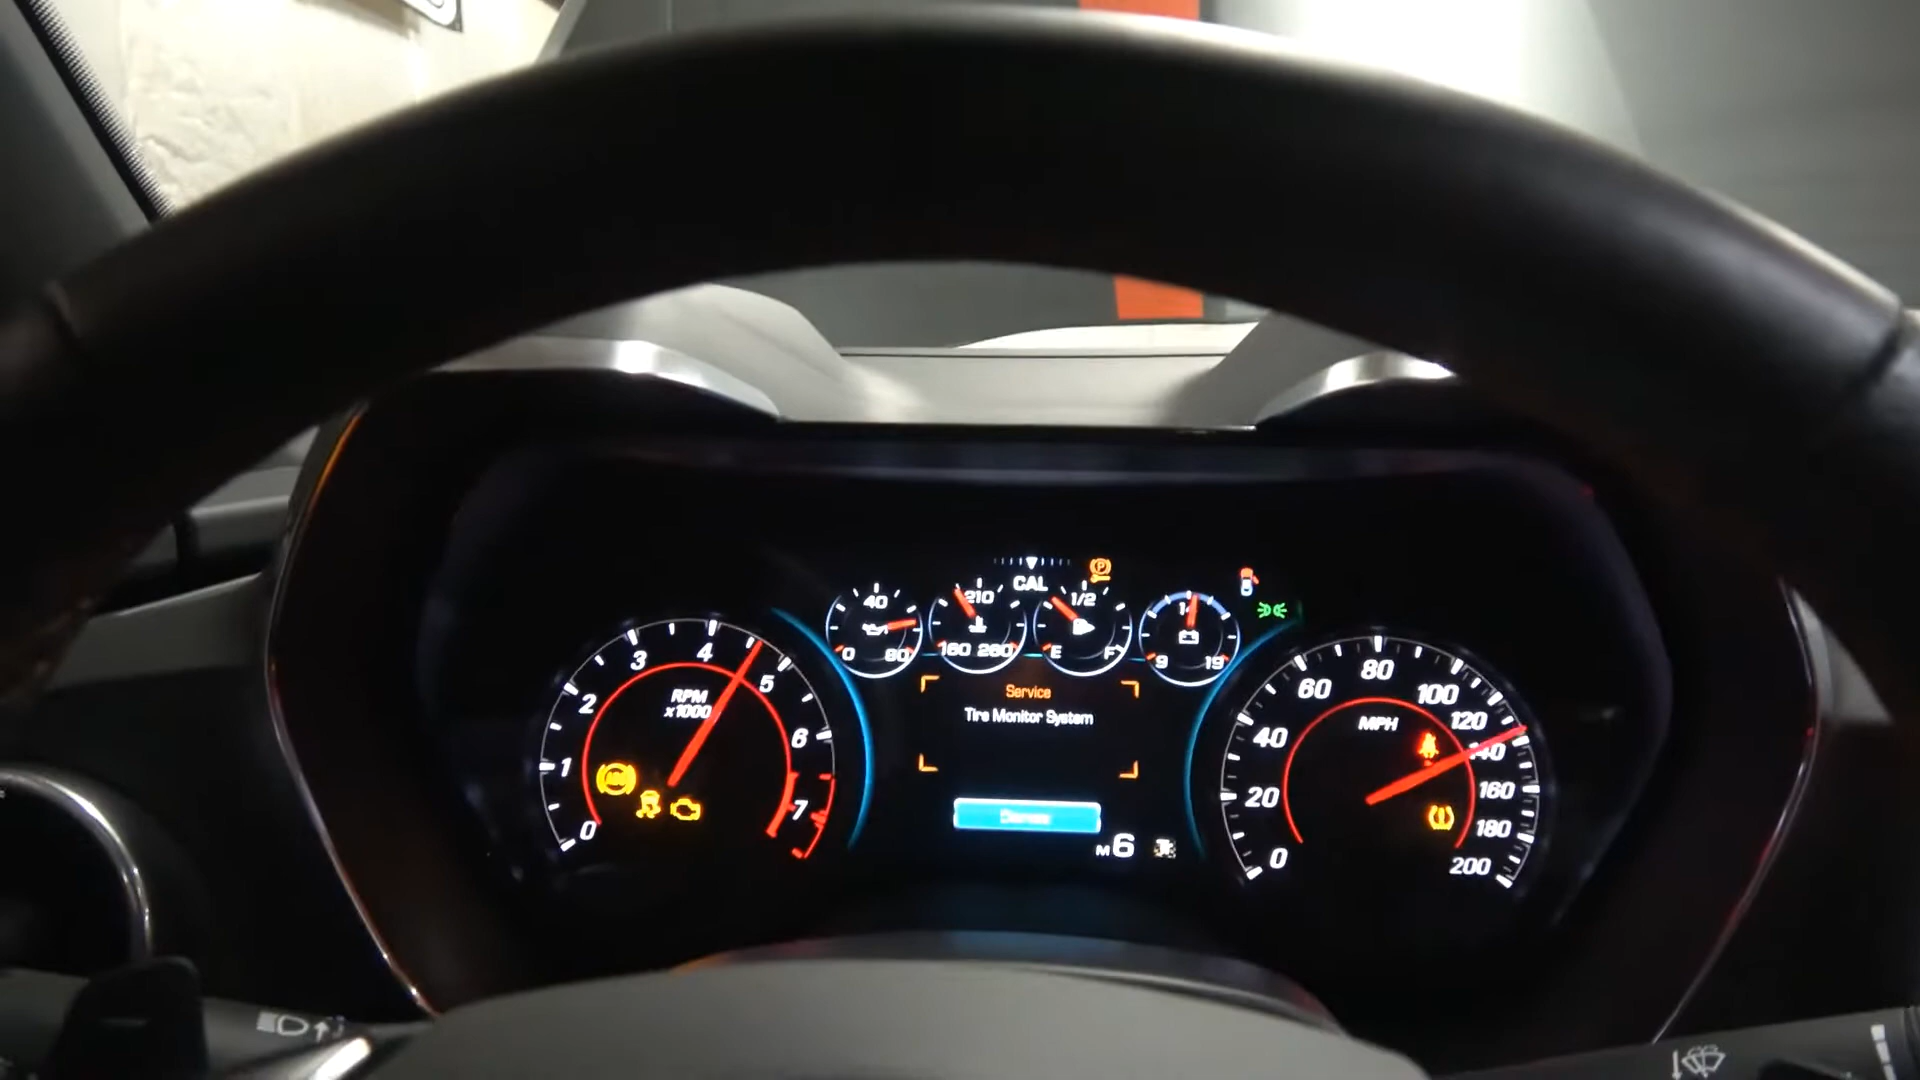 CAL
40
0 80
210
160 260
1/2
E F
14
9 19
0
1
2
3
4
5
6
7
RPM
x1000
ABS
Service
Tire Monitor System
M6
0
20
40
60
80
100
120
140
160
180
200
MPH